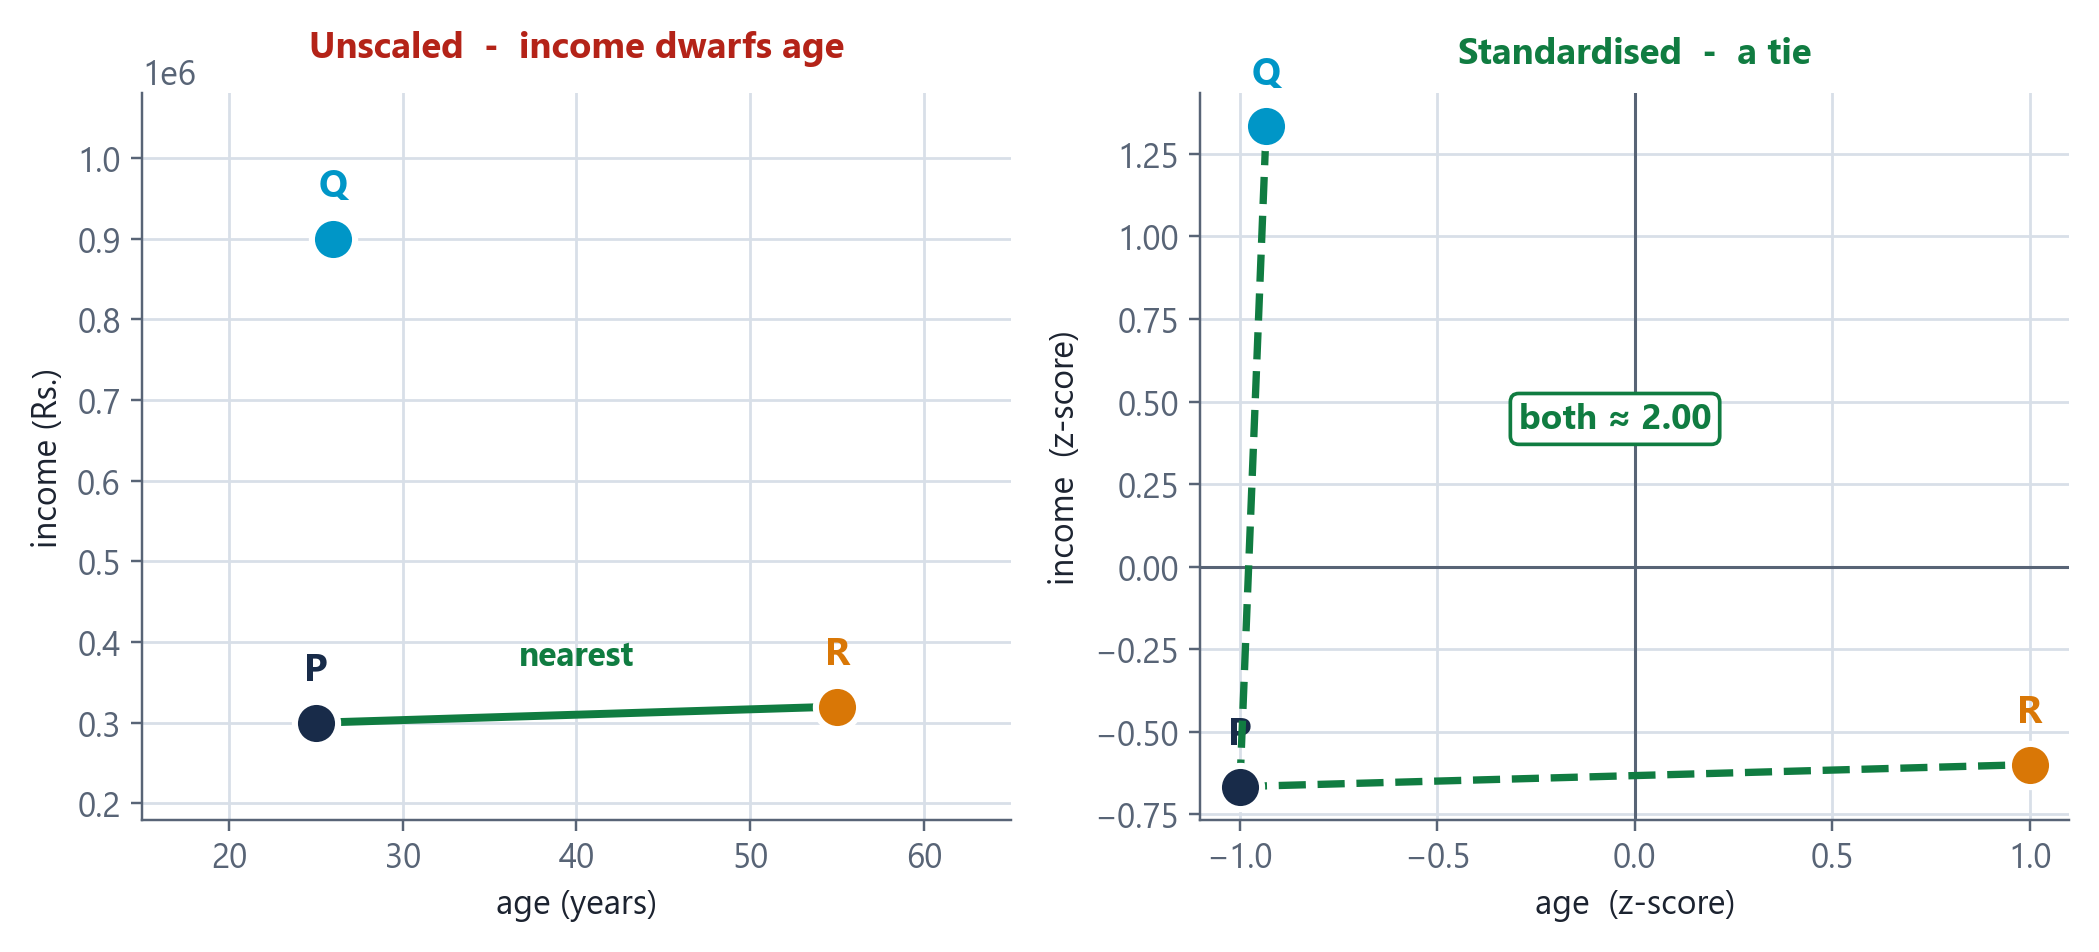 Unscaled - income dwarfs age
1e6
1.0
0.9
0.8
0.7
0.6
0.5
0.4
0.3
0.2
income (Rs.)
Q
P
nearest
R
20 30 40 50 60
age (years)
Standardised - a tie
Q
1.25
1.00
0.75
0.50
0.25
0.00
−0.25
−0.50
−0.75
income (z-score)
both ≈ 2.00
P
R
−1.0 −0.5 0.0 0.5 1.0
age (z-score)